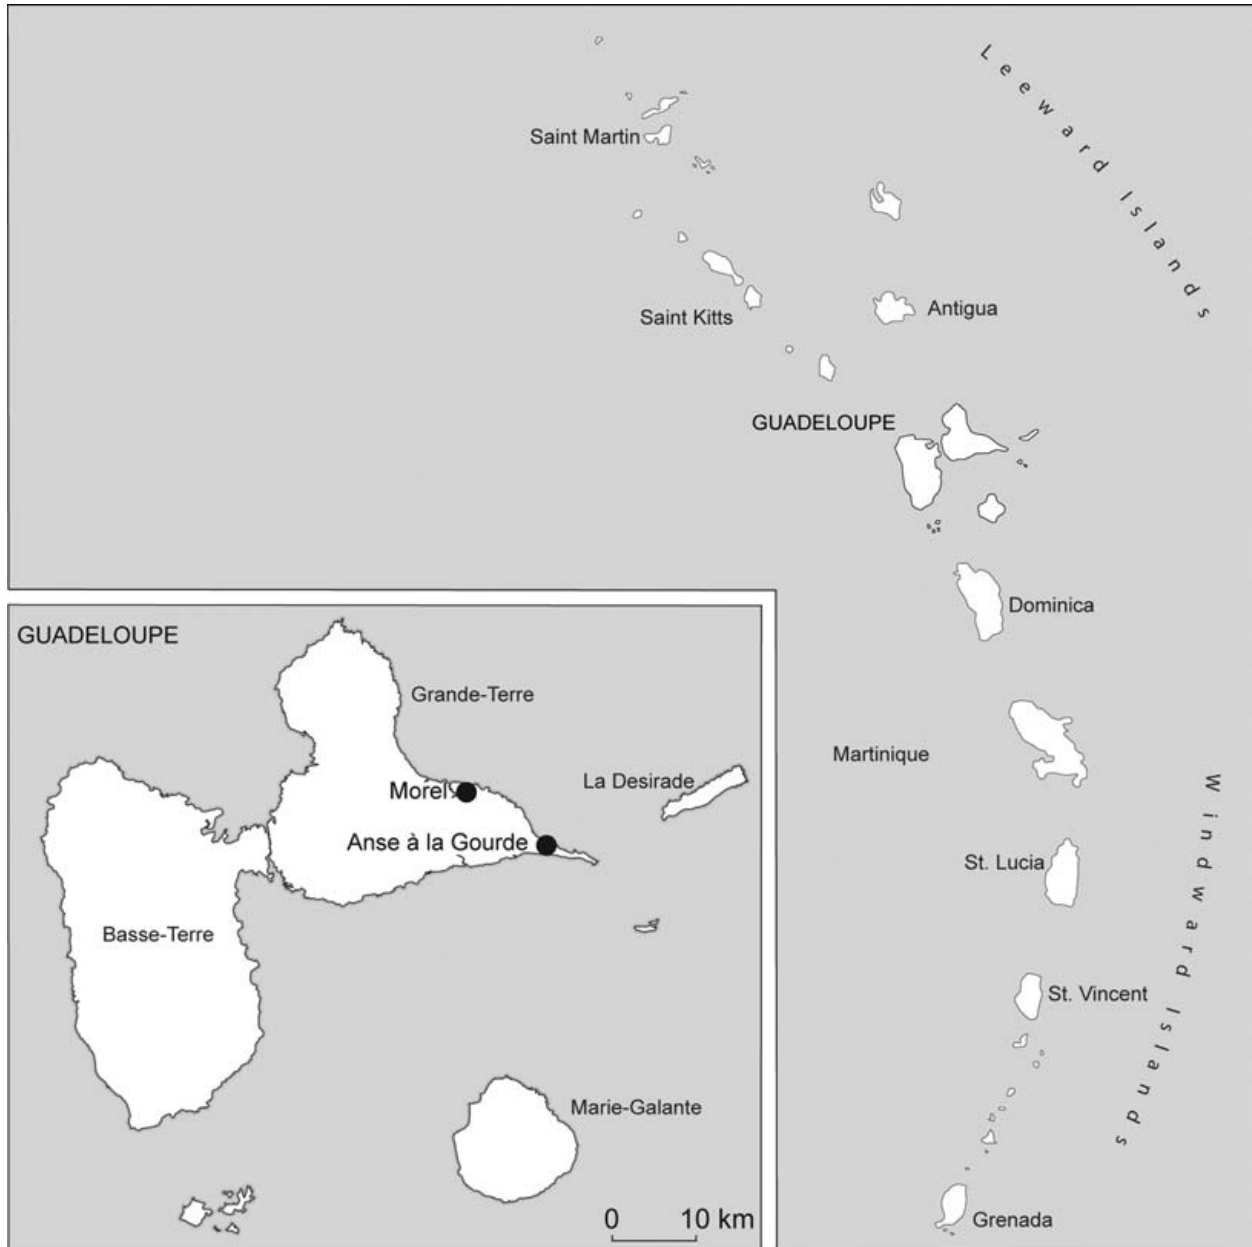 Leeward Islands
Saint Martin
Saint Kitts
Antigua
GUADELOUPE
Dominica
Martinique
Windward Islands
St. Lucia
St. Vincent
Grenada
GUADELOUPE
Grande-Terre
La Desirade
Morel
Anse à la Gourde
Basse-Terre
Marie-Galante
0 10 km